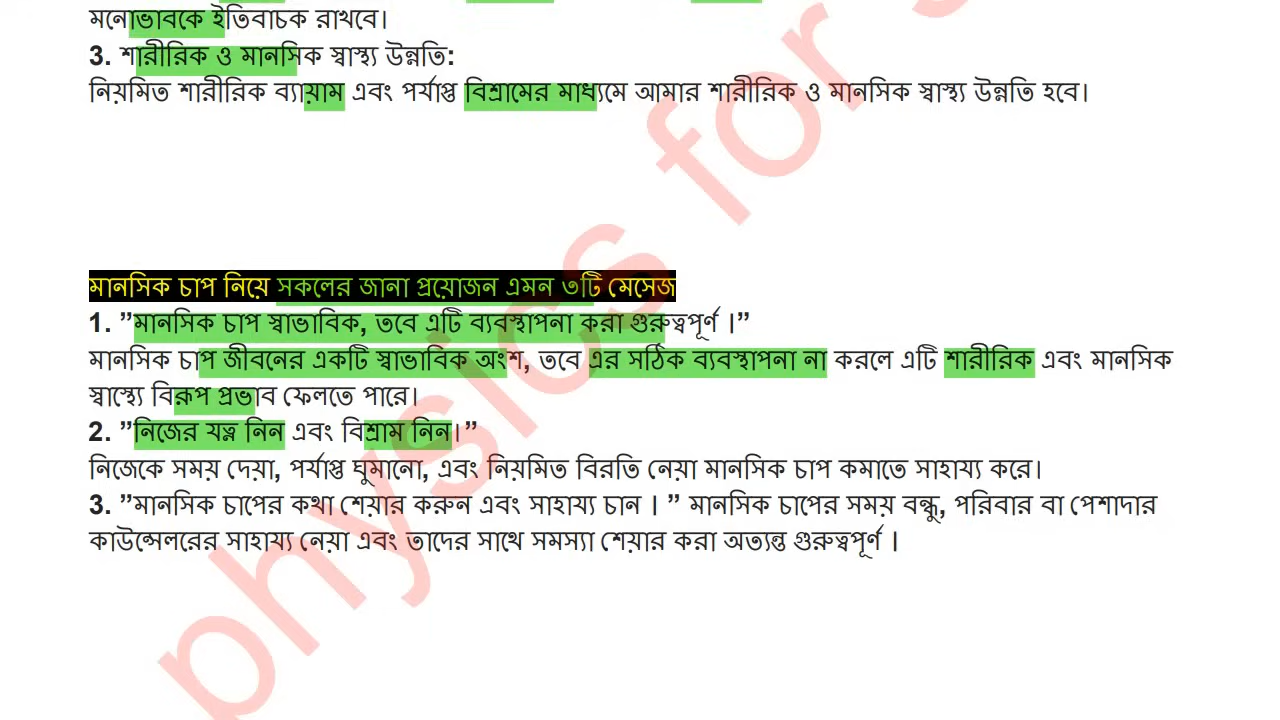 মনোভাবকে ইতিবাচক রাখবে।
3. শারীরিক ও মানসিক স্বাস্থ্য উন্নতি:
নিয়মিত শারীরিক ব্যায়াম এবং পর্যাপ্ত বিশ্রামের মাধ্যমে আমার শারীরিক ও মানসিক স্বাস্থ্য উন্নতি হবে।
মানসিক চাপ নিয়ে সকলের জানা প্রয়োজন এমন ৩টি মেসেজ
1. ”মানসিক চাপ স্বাভাবিক, তবে এটি ব্যবস্থাপনা করা গুরুত্বপূর্ণ ।”
মানসিক চাপ জীবনের একটি স্বাভাবিক অংশ, তবে এর সঠিক ব্যবস্থাপনা না করলে এটি শারীরিক এবং মানসিক
স্বাস্থ্যে বিরূপ প্রভাব ফেলতে পারে।
2. ”নিজের যত্ন নিন এবং বিশ্রাম নিন।”
নিজেকে সময় দেয়া, পর্যাপ্ত ঘুমানো, এবং নিয়মিত বিরতি নেয়া মানসিক চাপ কমাতে সাহায্য করে।
3. ”মানসিক চাপের কথা শেয়ার করুন এবং সাহায্য চান । ” মানসিক চাপের সময় বন্ধু, পরিবার বা পেশাদার
কাউন্সেলরের সাহায্য নেয়া এবং তাদের সাথে সমস্যা শেয়ার করা অত্যন্ত গুরুত্বপূর্ণ ।
physics for